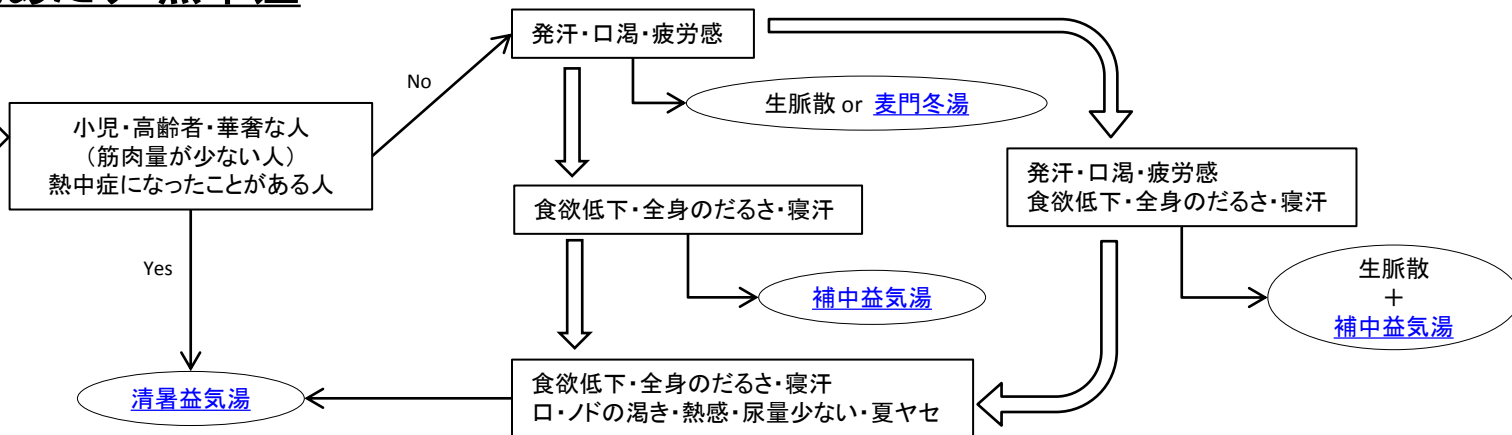 熱中症
発汗・口渇・疲労感
No
生脈散 or 麦門冬湯
小児・高齢者・華奢な人
（筋肉量が少ない人）
熱中症になったことがある人
発汗・口渇・疲労感
食欲低下・全身のだるさ・寝汗
食欲低下・全身のだるさ・寝汗
Yes
生脈散
＋
補中益気湯
補中益気湯
食欲低下・全身のだるさ・寝汗
口・ノドの渇き・熱感・尿量少ない・夏ヤセ
清暑益気湯